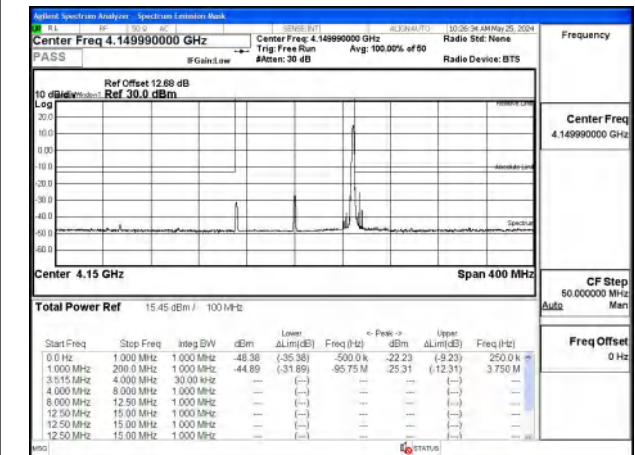 Agilent Spectrum Analyzer - Spectrum Emission Mask
RL RF 50 Ω AC SENSE:INT ALIGNAUTO 10:26:34 AM May 25, 2024
Center Freq 4.149990000 GHz
Center Freq: 4.149990000 GHz
Radio Std: None
Trig: Free Run
Avg: 100.00% of 60
PASS
IFGain:Low
#Atten: 30 dB
Radio Device: BTS
Ref Offset 12.68 dB
10 dB/div
Ref 30.0 dBm
Log
Relative Limit
20.0
10.0
0.00
-10.0
Absolute Limit
-20.0
-30.0
-40.0
Spectrum
-50.0
-60.0
Center 4.15 GHz
Span 400 MHz
Total Power Ref 15.45 dBm / 100 MHz
Lower <- Peak -> Upper
Start Freq Stop Freq Integ BW dBm ΔLim(dB) Freq (Hz) dBm ΔLim(dB) Freq (Hz)
0.0 Hz 1.000 MHz 1.000 MHz -48.38 (-35.38) -500.0 k -22.23 (-9.23) 250.0 k
1.000 MHz 200.0 MHz 1.000 MHz -44.89 (-31.89) -95.75 M -25.31 (-12.31) 3.750 M
3.515 MHz 4.000 MHz 30.00 kHz --- (---) --- --- (---) ---
4.000 MHz 8.000 MHz 1.000 MHz --- (---) --- --- (---) ---
8.000 MHz 12.50 MHz 1.000 MHz --- (---) --- --- (---) ---
12.50 MHz 15.00 MHz 1.000 MHz --- (---) --- --- (---) ---
12.50 MHz 15.00 MHz 1.000 MHz --- (---) --- --- (---) ---
12.50 MHz 15.00 MHz 1.000 MHz --- (---) --- --- (---) ---
MSG
STATUS
Frequency
Center Freq
4.149990000 GHz
CF Step
50.000000 MHz
Auto Man
Freq Offset
0 Hz